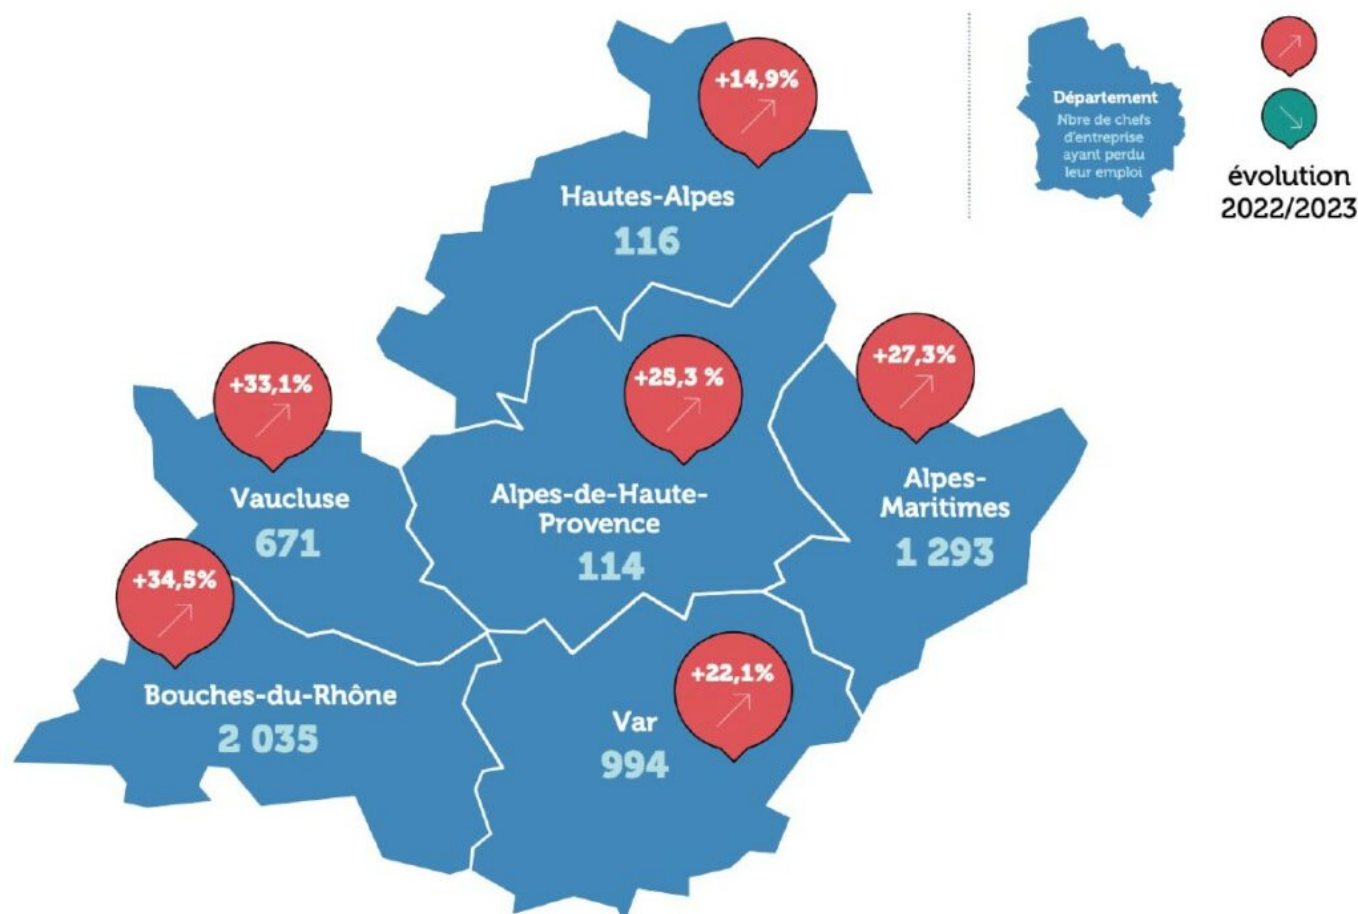 +14,9%
Hautes-Alpes
116
Département
Nbre de chefs
d'entreprise
ayant perdu
leur emploi
évolution
2022/2023
+33,1%
Vaucluse
671
+25,3 %
Alpes-de-Haute-
Provence
114
+27,3%
Alpes-
Maritimes
1 293
+34,5%
Bouches-du-Rhône
2 035
+22,1%
Var
994